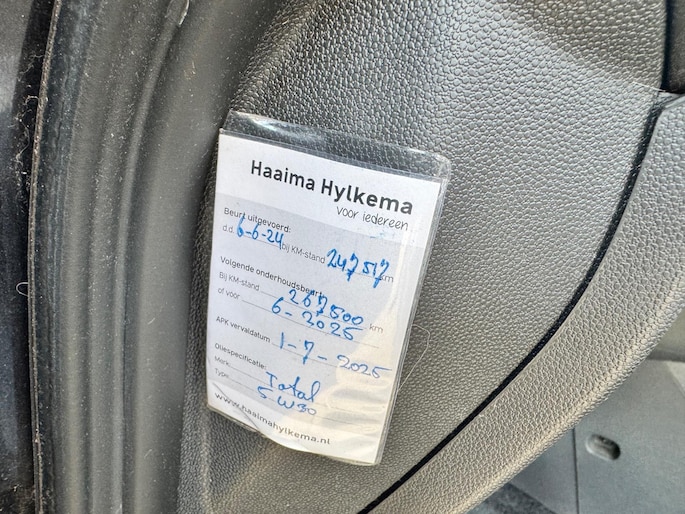 Haaima Hylkema
voor iedereen
Beurt uitgevoerd:
d.d. 6-6-24 bij KM-stand 247517 km
Volgende onderhoudsbeurt
Bij KM-stand 267500 km
of vóór 6-2025
APK vervaldatum 1-7-2025
Oliespecificatie:
Merk: Total
Type: 5W30
www.haaimahylkema.nl